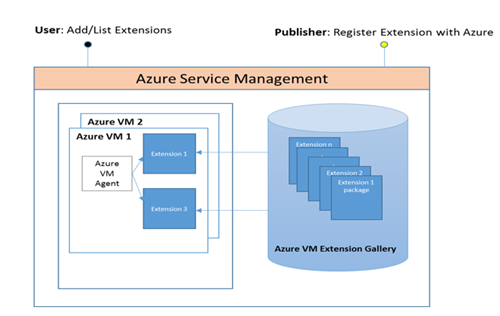 User: Add/List Extensions
Publisher: Register Extension with Azure
Azure Service Management
Azure VM 2
Azure VM 1
Azure
VM
Agent
Extension 1
Extension 3
Extension n
Extension 2
Extension 1
package
Azure VM Extension Gallery